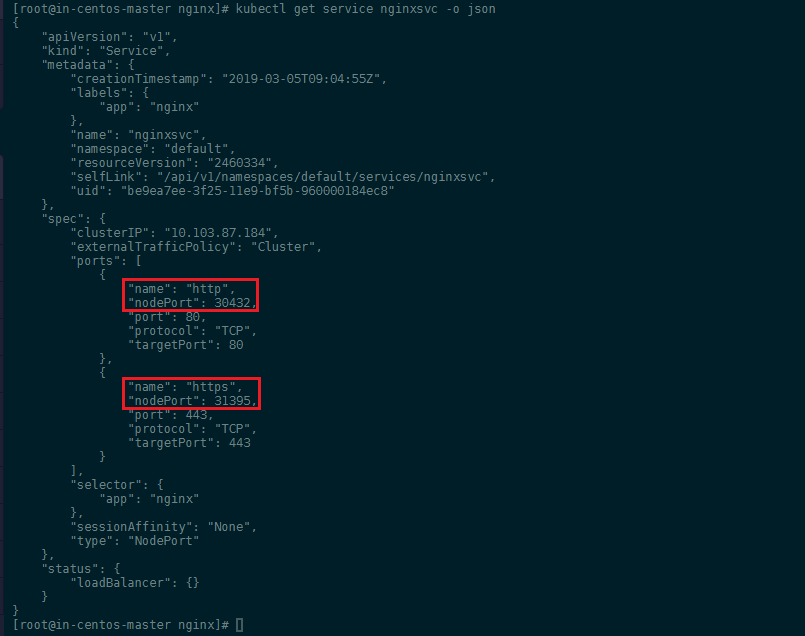 [root@in-centos-master nginx]# kubectl get service nginxsvc -o json
{
    "apiVersion": "v1",
    "kind": "Service",
    "metadata": {
        "creationTimestamp": "2019-03-05T09:04:55Z",
        "labels": {
            "app": "nginx"
        },
        "name": "nginxsvc",
        "namespace": "default",
        "resourceVersion": "2460334",
        "selfLink": "/api/v1/namespaces/default/services/nginxsvc",
        "uid": "be9ea7ee-3f25-11e9-bf5b-960000184ec8"
    },
    "spec": {
        "clusterIP": "10.103.87.184",
        "externalTrafficPolicy": "Cluster",
        "ports": [
            {
                "name": "http",
                "nodePort": 30432,
                "port": 80,
                "protocol": "TCP",
                "targetPort": 80
            },
            {
                "name": "https",
                "nodePort": 31395,
                "port": 443,
                "protocol": "TCP",
                "targetPort": 443
            }
        ],
        "selector": {
            "app": "nginx"
        },
        "sessionAffinity": "None",
        "type": "NodePort"
    },
    "status": {
        "loadBalancer": {}
    }
}
[root@in-centos-master nginx]#